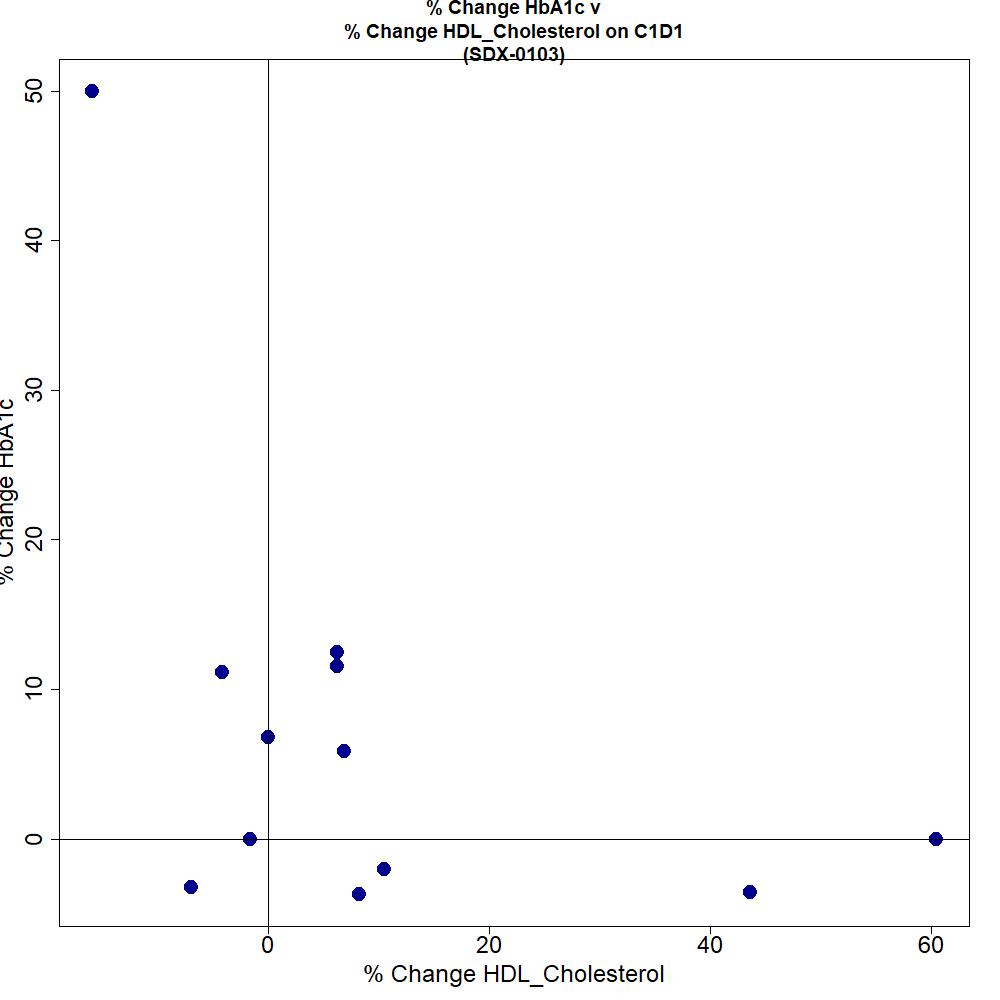 % Change HbA1c v
% Change HDL_Cholesterol on C1D1
(SDX-0103)
50
40
30
20
10
0
% Change HbA1c
0 20 40 60
% Change HDL_Cholesterol